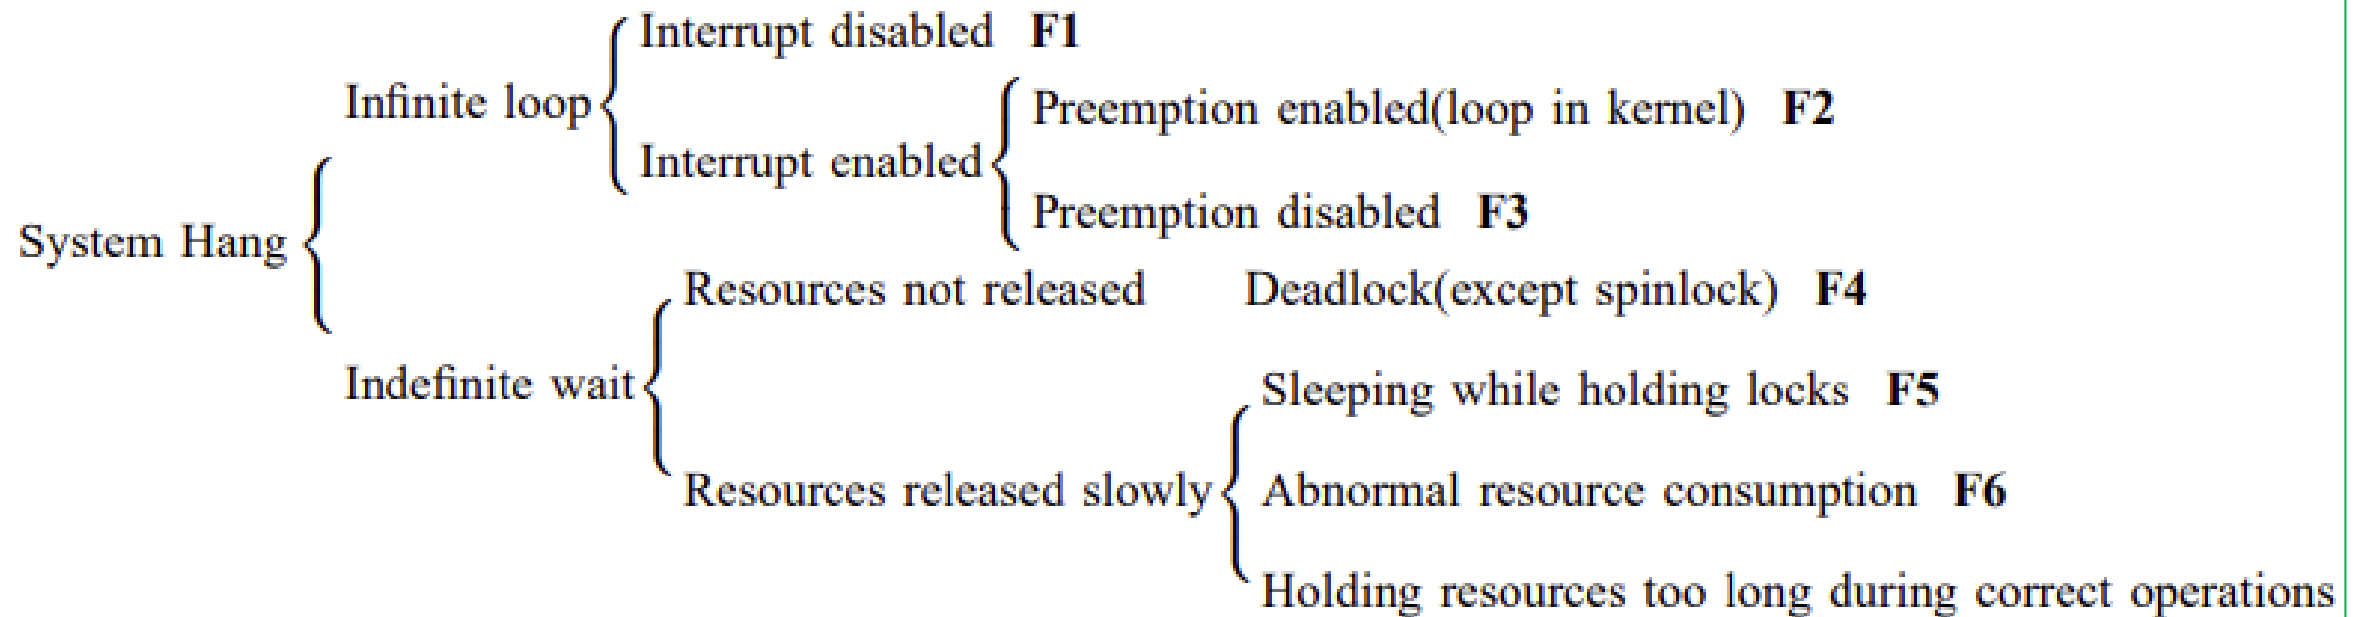 Interrupt disabled F1
Infinite loop
Preemption enabled(loop in kernel) F2
Interrupt enabled
Preemption disabled F3
System Hang
Resources not released Deadlock(except spinlock) F4
Indefinite wait
Sleeping while holding locks F5
Resources released slowly
Abnormal resource consumption F6
Holding resources too long during correct operations